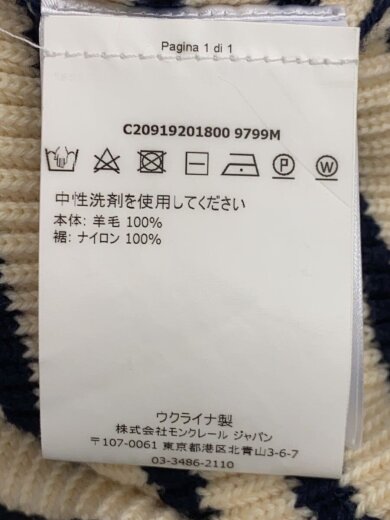 Pagina 1 di 1
C20919201800 9799M
P W
中性洗剤を使用してください
本体: 羊毛 100%
裾: ナイロン 100%
ウクライナ製
株式会社モンクレール ジャパン
〒107-0061 東京都港区北青山3-6-7
03-3486-2110